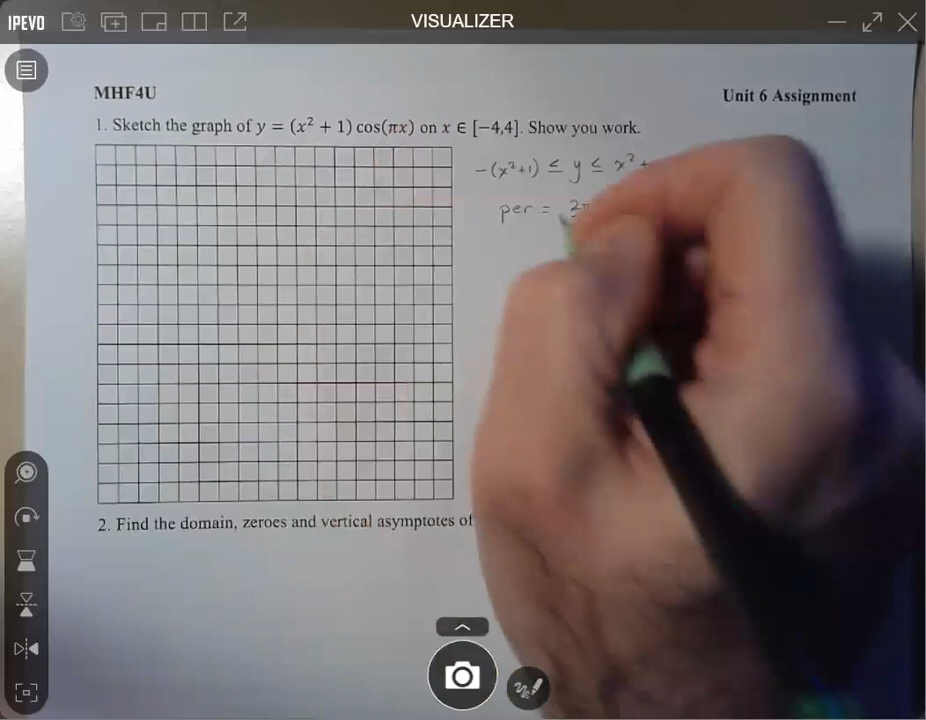 IPEVO
VISUALIZER
MHF4U
Unit 6 Assignment
1. Sketch the graph of y = (x² + 1) cos(πx) on x ∈ [−4,4]. Show you work.
−(x²+1) ≤ y ≤ x² +
per = 2π
2. Find the domain, zeroes and vertical asymptotes of